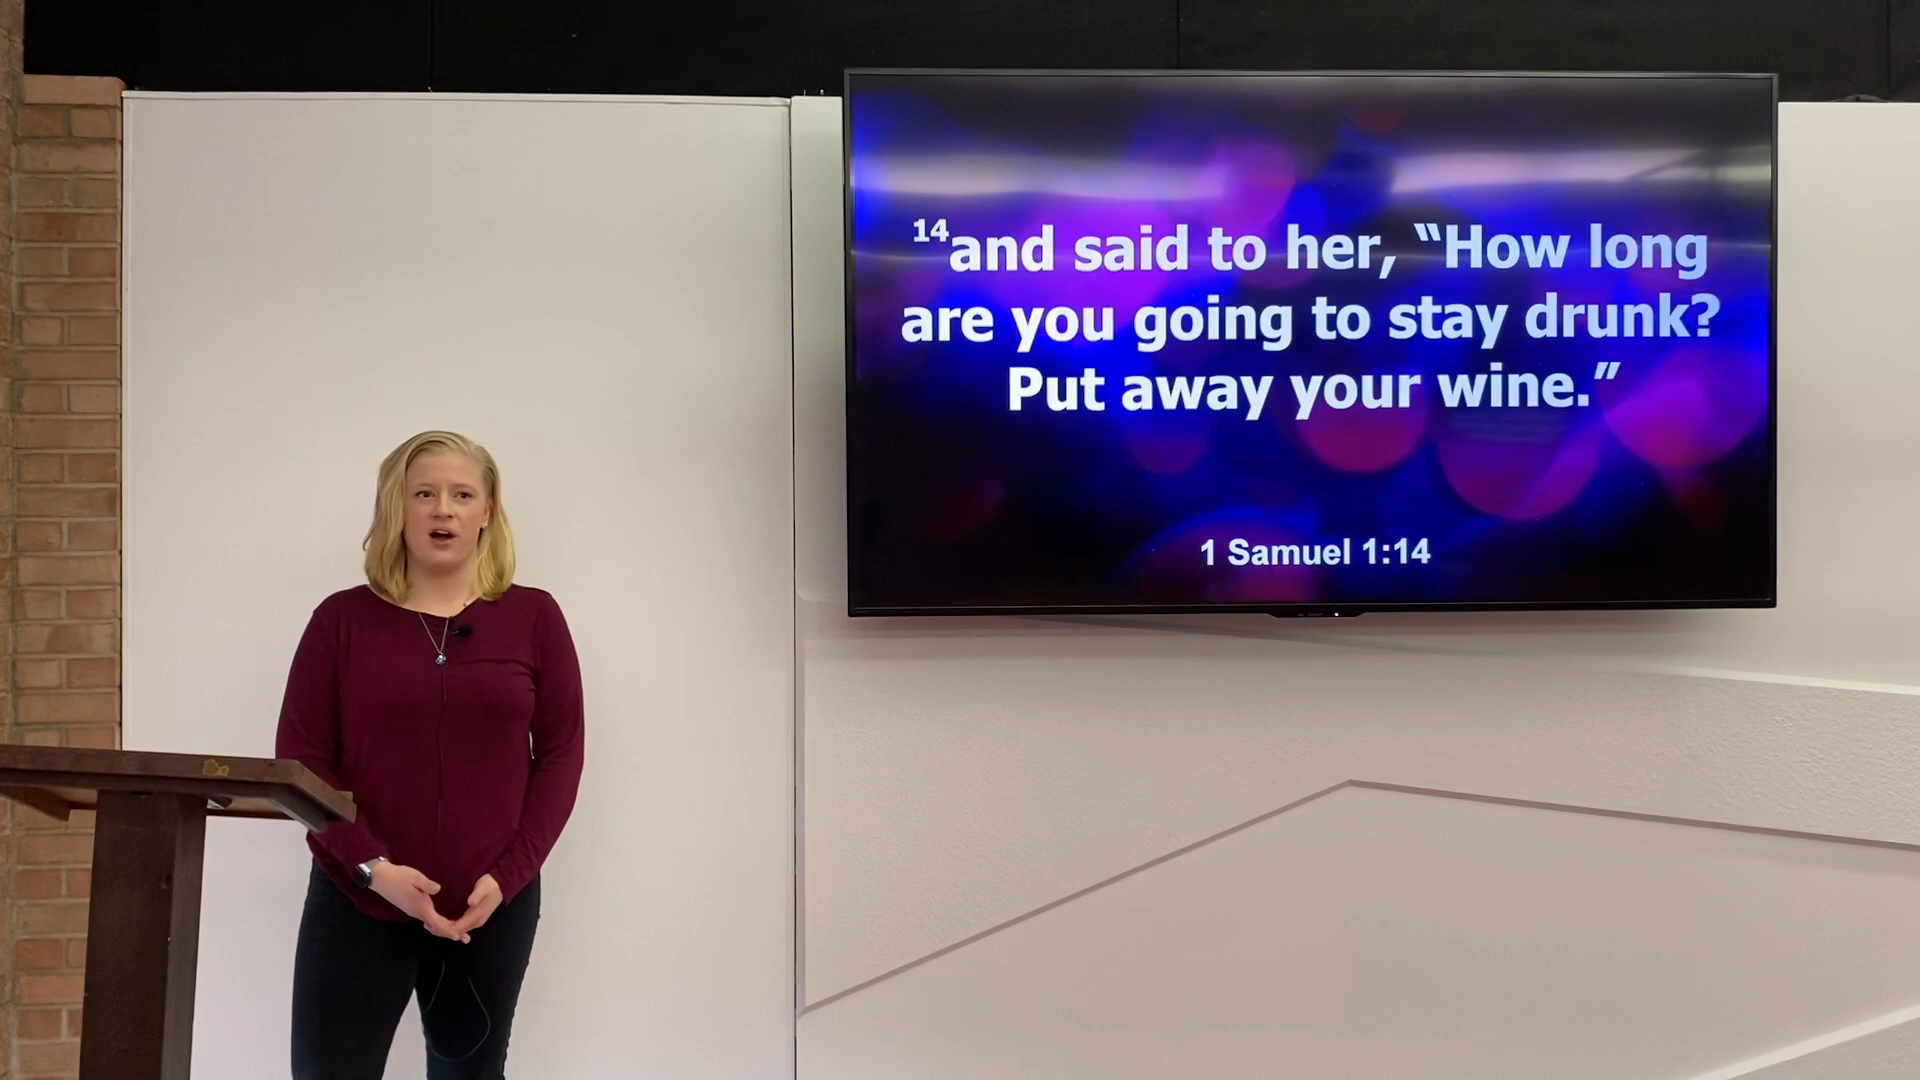 14and said to her, “How long
are you going to stay drunk?
Put away your wine.”
1 Samuel 1:14